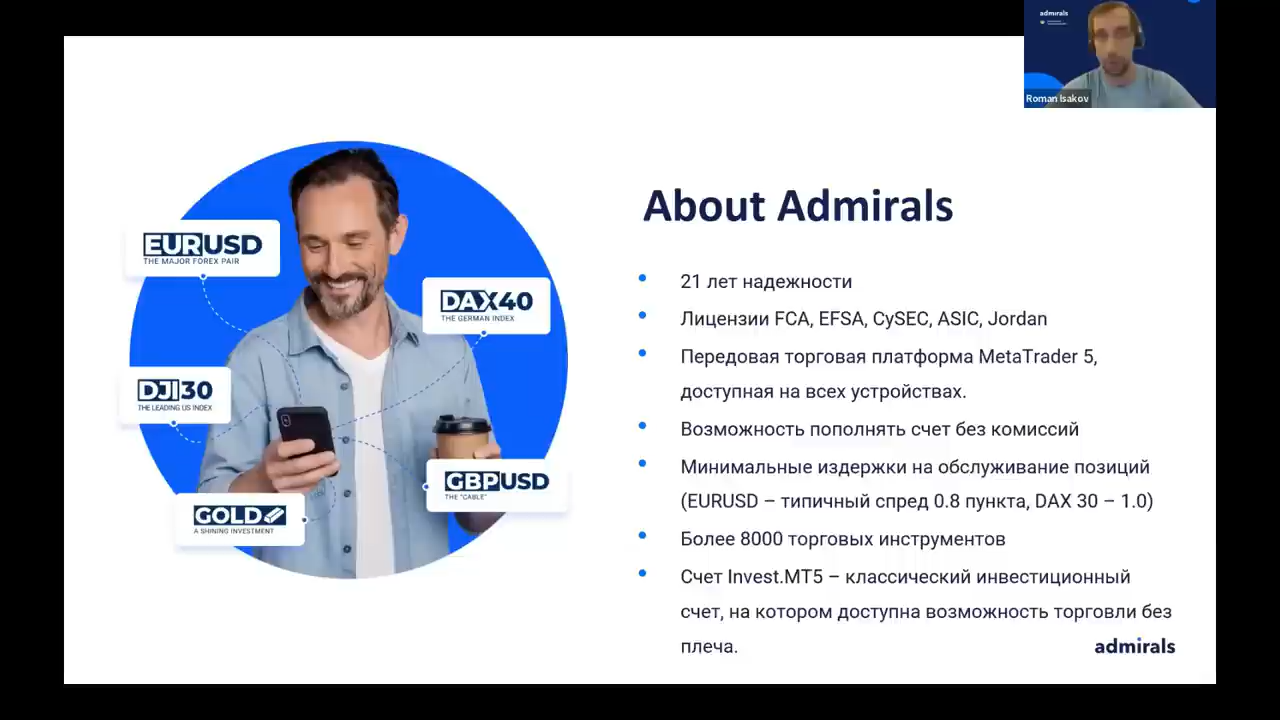 admirals
Roman Isakov
About Admirals
EURUSD
THE MAJOR FOREX PAIR
DAX40
THE GERMAN INDEX
DJI30
THE LEADING US INDEX
GBPUSD
THE "CABLE"
GOLD
A SHINING INVESTMENT
21 лет надежности
Лицензии FCA, EFSA, CySEC, ASIC, Jordan
Передовая торговая платформа MetaTrader 5,
доступная на всех устройствах.
Возможность пополнять счет без комиссий
Минимальные издержки на обслуживание позиций
(EURUSD – типичный спред 0.8 пункта, DAX 30 – 1.0)
Более 8000 торговых инструментов
Счет Invest.MT5 – классический инвестиционный
счет, на котором доступна возможность торговли без
плеча.
admirals